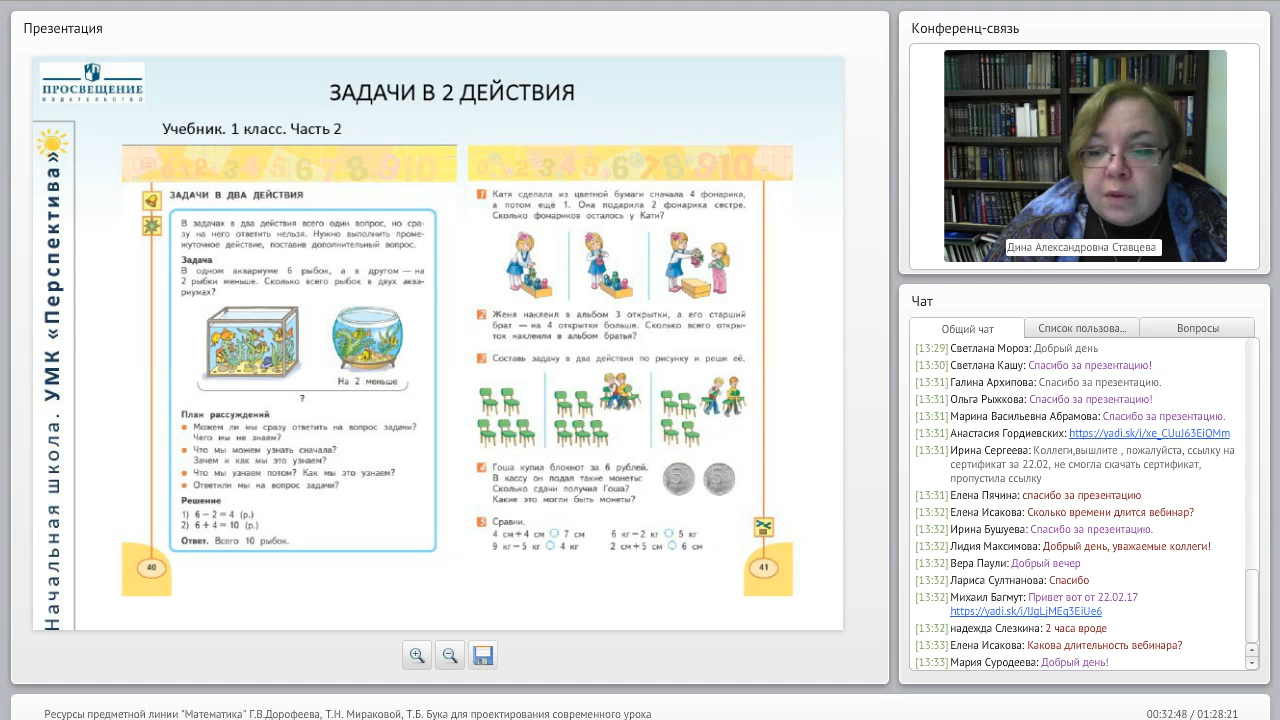 Презентация
ПРОСВЕЩЕНИЕ
ИЗДАТЕЛЬСТВО
ЗАДАЧИ В 2 ДЕЙСТВИЯ
Учебник. 1 класс. Часть 2
Начальная школа. УМК «Перспектива»
ЗАДАЧИ В ДВА ДЕЙСТВИЯ
В задачах в два действия всего один вопрос, но сра-
зу на него ответить нельзя. Нужно выполнить проме-
жуточное действие, поставив дополнительный вопрос.
Задача
В одном аквариуме 6 рыбок, а в другом — на
2 рыбки меньше. Сколько всего рыбок в двух аква-
риумах?
На 2 меньше
?
План рассуждений
Можем ли мы сразу ответить на вопрос задачи?
Чего мы не знаем?
Что мы можем узнать сначала?
Зачем и как мы это узнаем?
Что мы узнаем потом? Как мы это узнаем?
Ответили мы на вопрос задачи?
Решение
1) 6 − 2 = 4 (р.)
2) 6 + 4 = 10 (р.)
Ответ. Всего 10 рыбок.
40
1 Катя сделала из цветной бумаги сначала 4 фонарика,
а потом ещё 1. Она подарила 2 фонарика сестре.
Сколько фонариков осталось у Кати?
2 Женя наклеил в альбом 3 открытки, а его старший
брат — на 4 открытки больше. Сколько всего откры-
ток наклеили в альбом братья?
3 Составь задачу в два действия по рисунку и реши её.
4 Гоша купил блокнот за 6 рублей.
В кассу он подал такие монеты:
Сколько сдачи получил Гоша?
Какие это могли быть монеты?
5 5
5 Сравни.
4 см + 4 см ○ 7 см 6 кг − 2 кг ○ 5 кг
9 кг − 5 кг ○ 4 кг 2 см + 5 см ○ 6 см
41
Конференц-связь
Дина Александровна Ставцева
Чат
Общий чат Список пользова... Вопросы
[13:29] Светлана Мороз: Добрый день
[13:30] Светлана Кашу: Спасибо за презентацию!
[13:31] Галина Архипова: Спасибо за презентацию.
[13:31] Ольга Рыжкова: Спасибо за презентацию!
[13:31] Марина Васильевна Абрамова: Спасибо за презентацию.
[13:31] Анастасия Гордиевских: https://yadi.sk/i/xe_CUuJ63EiQMm
[13:31] Ирина Сергеева: Коллеги,вышлите , пожалуйста, ссылку на
сертификат за 22.02, не смогла скачать сертификат,
пропустила ссылку
[13:31] Елена Пячина: спасибо за презентацию
[13:32] Елена Исакова: Сколько времени длится вебинар?
[13:32] Ирина Бушуева: Спасибо за презентацию.
[13:32] Лидия Максимова: Добрый день, уважаемые коллеги!
[13:32] Вера Паули: Добрый вечер
[13:32] Лариса Султнанова: Спасибо
[13:32] Михаил Багмут: Привет вот от 22.02.17
https://yadi.sk/i/IJgLjMEg3EiUe6
[13:32] надежда Слезкина: 2 часа вроде
[13:33] Елена Исакова: Какова длительность вебинара?
[13:33] Мария Суродеева: Добрый день!
Ресурсы предметной линии "Математика" Г.В.Дорофеева, Т.Н. Мираковой, Т.Б. Бука для проектирования современного урока
00:32:48 / 01:28:21